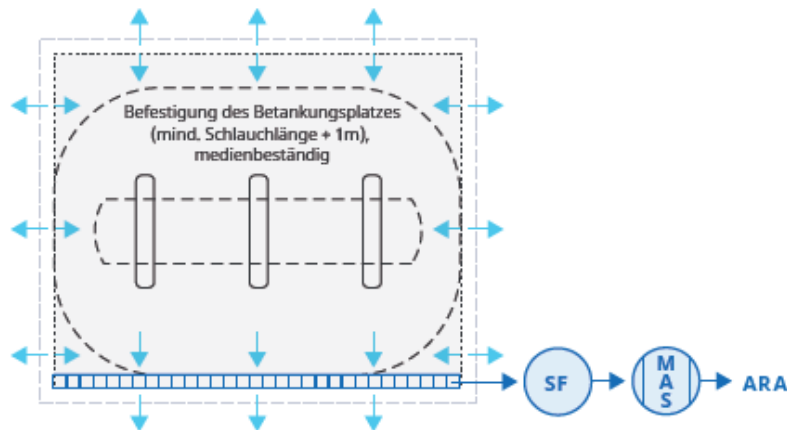 Befestigung des Betankungsplatzes
(mind. Schlauchlänge + 1m),
medienbeständig
SF
M
A
S
ARA